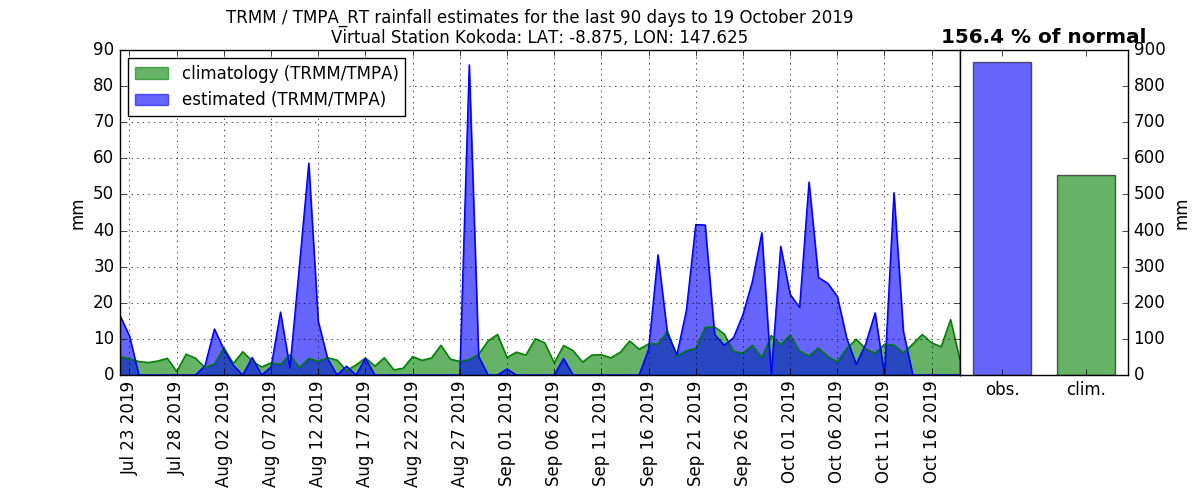 TRMM / TMPA_RT rainfall estimates for the last 90 days to 19 October 2019
Virtual Station Kokoda: LAT: -8.875, LON: 147.625
156.4 % of normal
climatology (TRMM/TMPA)
estimated (TRMM/TMPA)
90
80
70
60
50
40
30
20
10
0
mm
900
800
700
600
500
400
300
200
100
0
mm
Jul 23 2019
Jul 28 2019
Aug 02 2019
Aug 07 2019
Aug 12 2019
Aug 17 2019
Aug 22 2019
Aug 27 2019
Sep 01 2019
Sep 06 2019
Sep 11 2019
Sep 16 2019
Sep 21 2019
Sep 26 2019
Oct 01 2019
Oct 06 2019
Oct 11 2019
Oct 16 2019
obs.
clim.